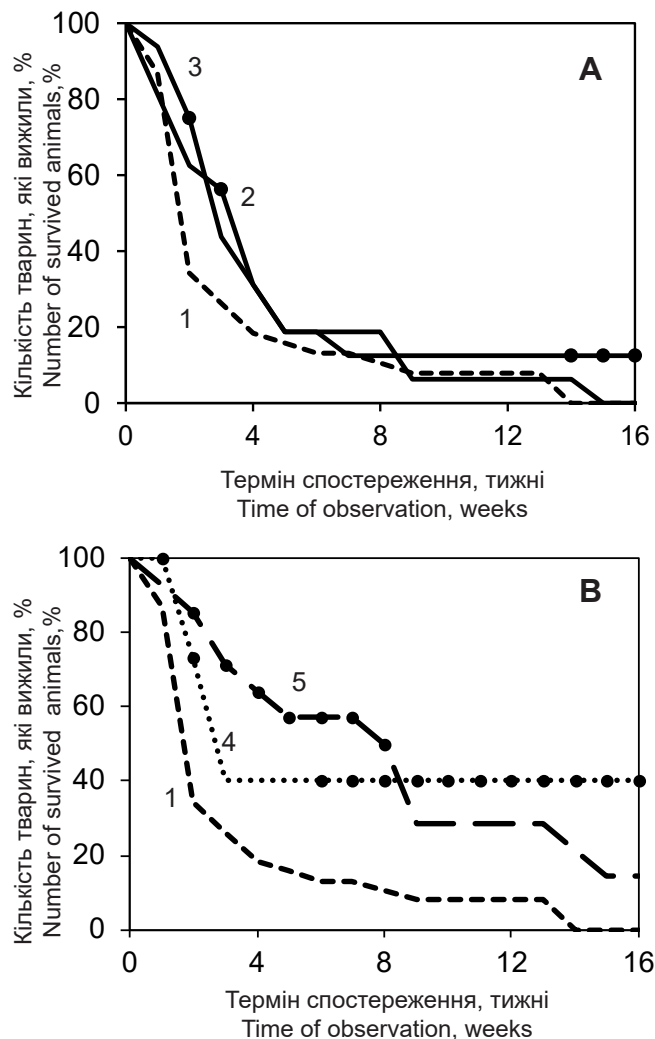 Кількість тварин, які вижили, %
Number of survived animals,%
100
80
60
40
20
0
A
3
2
1
0
4
8
12
16
Термін спостереження, тижні
Time of observation, weeks
Кількість тварин, які вижили, %
Number of survived animals,%
100
80
60
40
20
0
B
5
4
1
0
4
8
12
16
Термін спостереження, тижні
Time of observation, weeks